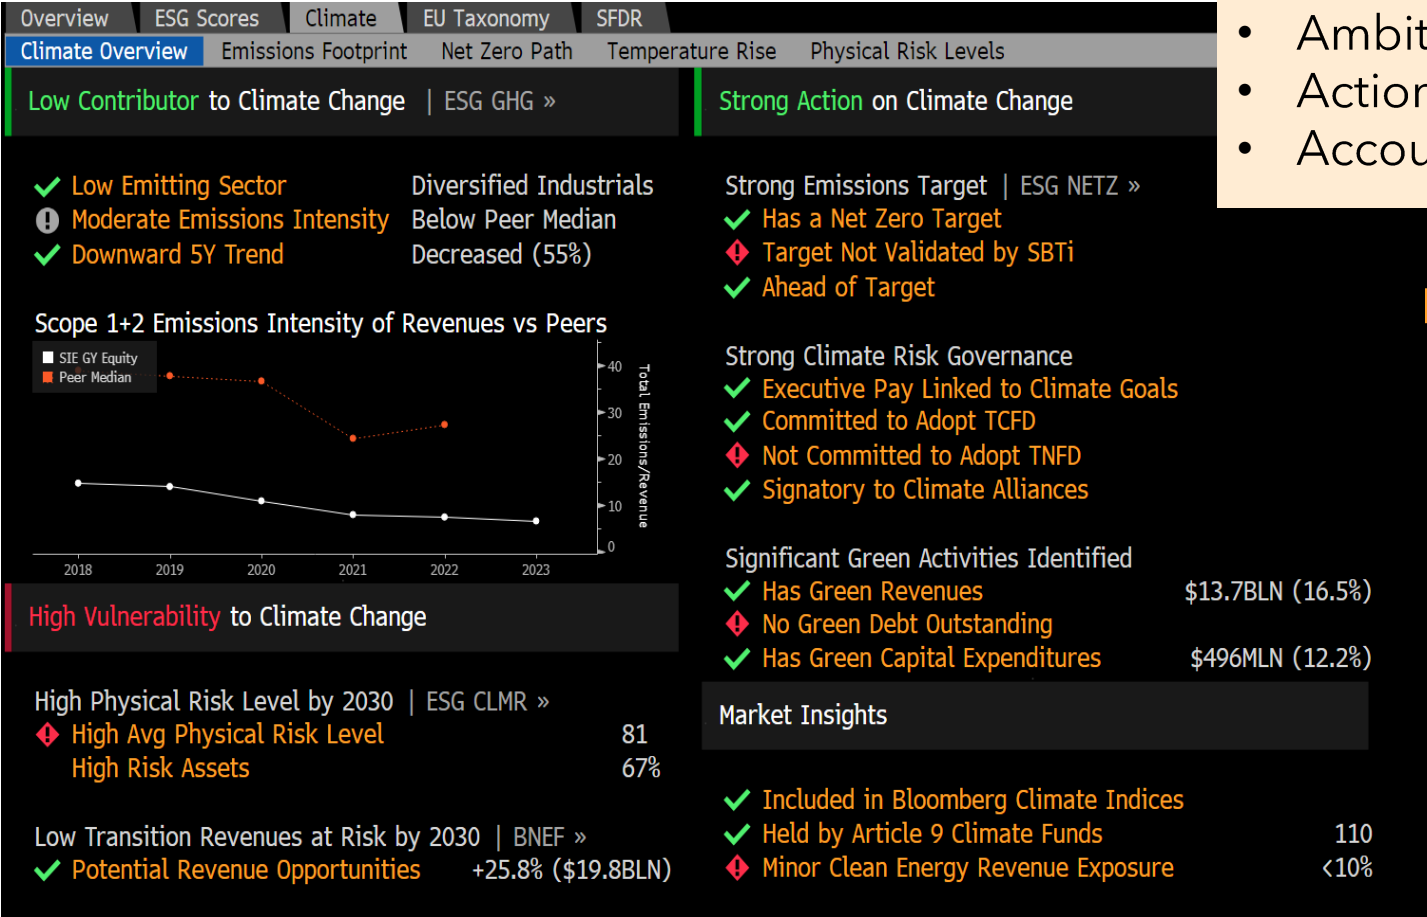 Overview ESG Scores Climate EU Taxonomy SFDR
Climate Overview Emissions Footprint Net Zero Path Temperature Rise Physical Risk Levels
Low Contributor to Climate Change | ESG GHG »
Low Emitting Sector Diversified Industrials
Moderate Emissions Intensity Below Peer Median
Downward 5Y Trend Decreased (55%)
Scope 1+2 Emissions Intensity of Revenues vs Peers
SIE GY Equity
Peer Median
40
30
20
10
0
Total Emissions/Revenue
2018 2019 2020 2021 2022 2023
High Vulnerability to Climate Change
High Physical Risk Level by 2030 | ESG CLMR »
High Avg Physical Risk Level 81
High Risk Assets 67%
Low Transition Revenues at Risk by 2030 | BNEF »
Potential Revenue Opportunities +25.8% ($19.8BLN)
Strong Action on Climate Change
Strong Emissions Target | ESG NETZ »
Has a Net Zero Target
Target Not Validated by SBTi
Ahead of Target
Strong Climate Risk Governance
Executive Pay Linked to Climate Goals
Committed to Adopt TCFD
Not Committed to Adopt TNFD
Signatory to Climate Alliances
Significant Green Activities Identified
Has Green Revenues $13.7BLN (16.5%)
No Green Debt Outstanding
Has Green Capital Expenditures $496MLN (12.2%)
Market Insights
Included in Bloomberg Climate Indices
Held by Article 9 Climate Funds 110
Minor Clean Energy Revenue Exposure <10%
• Ambit
• Action
• Accou